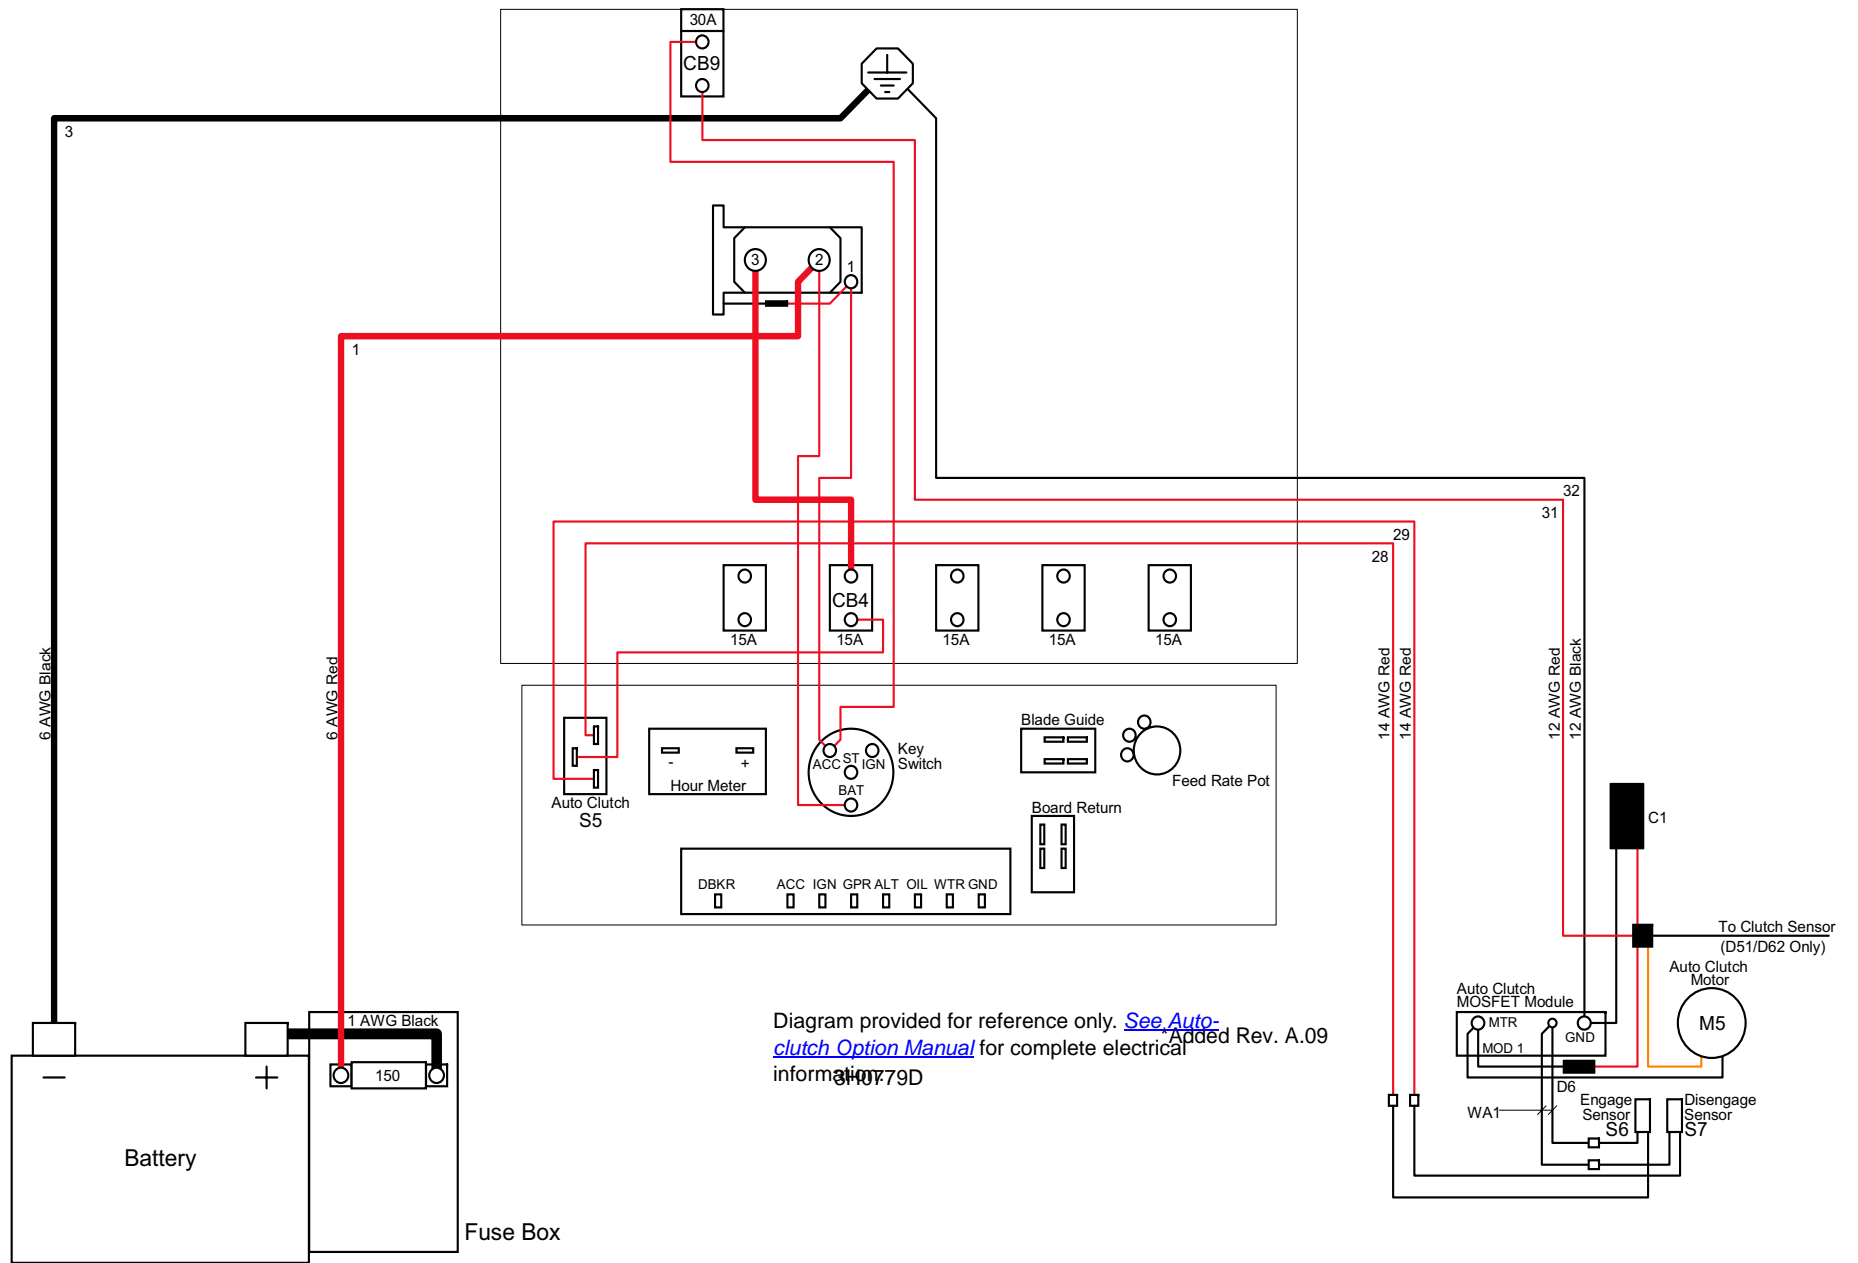 30A
CB9
3
3
2
1
1
32
31
29
28
CB4
15A
15A
15A
15A
15A
6 AWG Black
6 AWG Red
14 AWG Red
14 AWG Red
12 AWG Red
12 AWG Black
Auto Clutch
S5
-
+
Hour Meter
ACC
ST
IGN
BAT
Key
Switch
Blade Guide
Feed Rate Pot
Board Return
DBKR
ACC
IGN
GPR
ALT
OIL
WTR
GND
C1
To Clutch Sensor
(D51/D62 Only)
Auto Clutch
Motor
M5
Auto Clutch
MOSFET Module
MTR
GND
MOD 1
D6
WA1
Engage
Sensor
S6
Disengage
Sensor
S7
1 AWG Black
150
—
+
Battery
Fuse Box
Diagram provided for reference only. See Auto-
clutch Option Manual for complete electrical
information.
*Added Rev. A.09
3H0779D